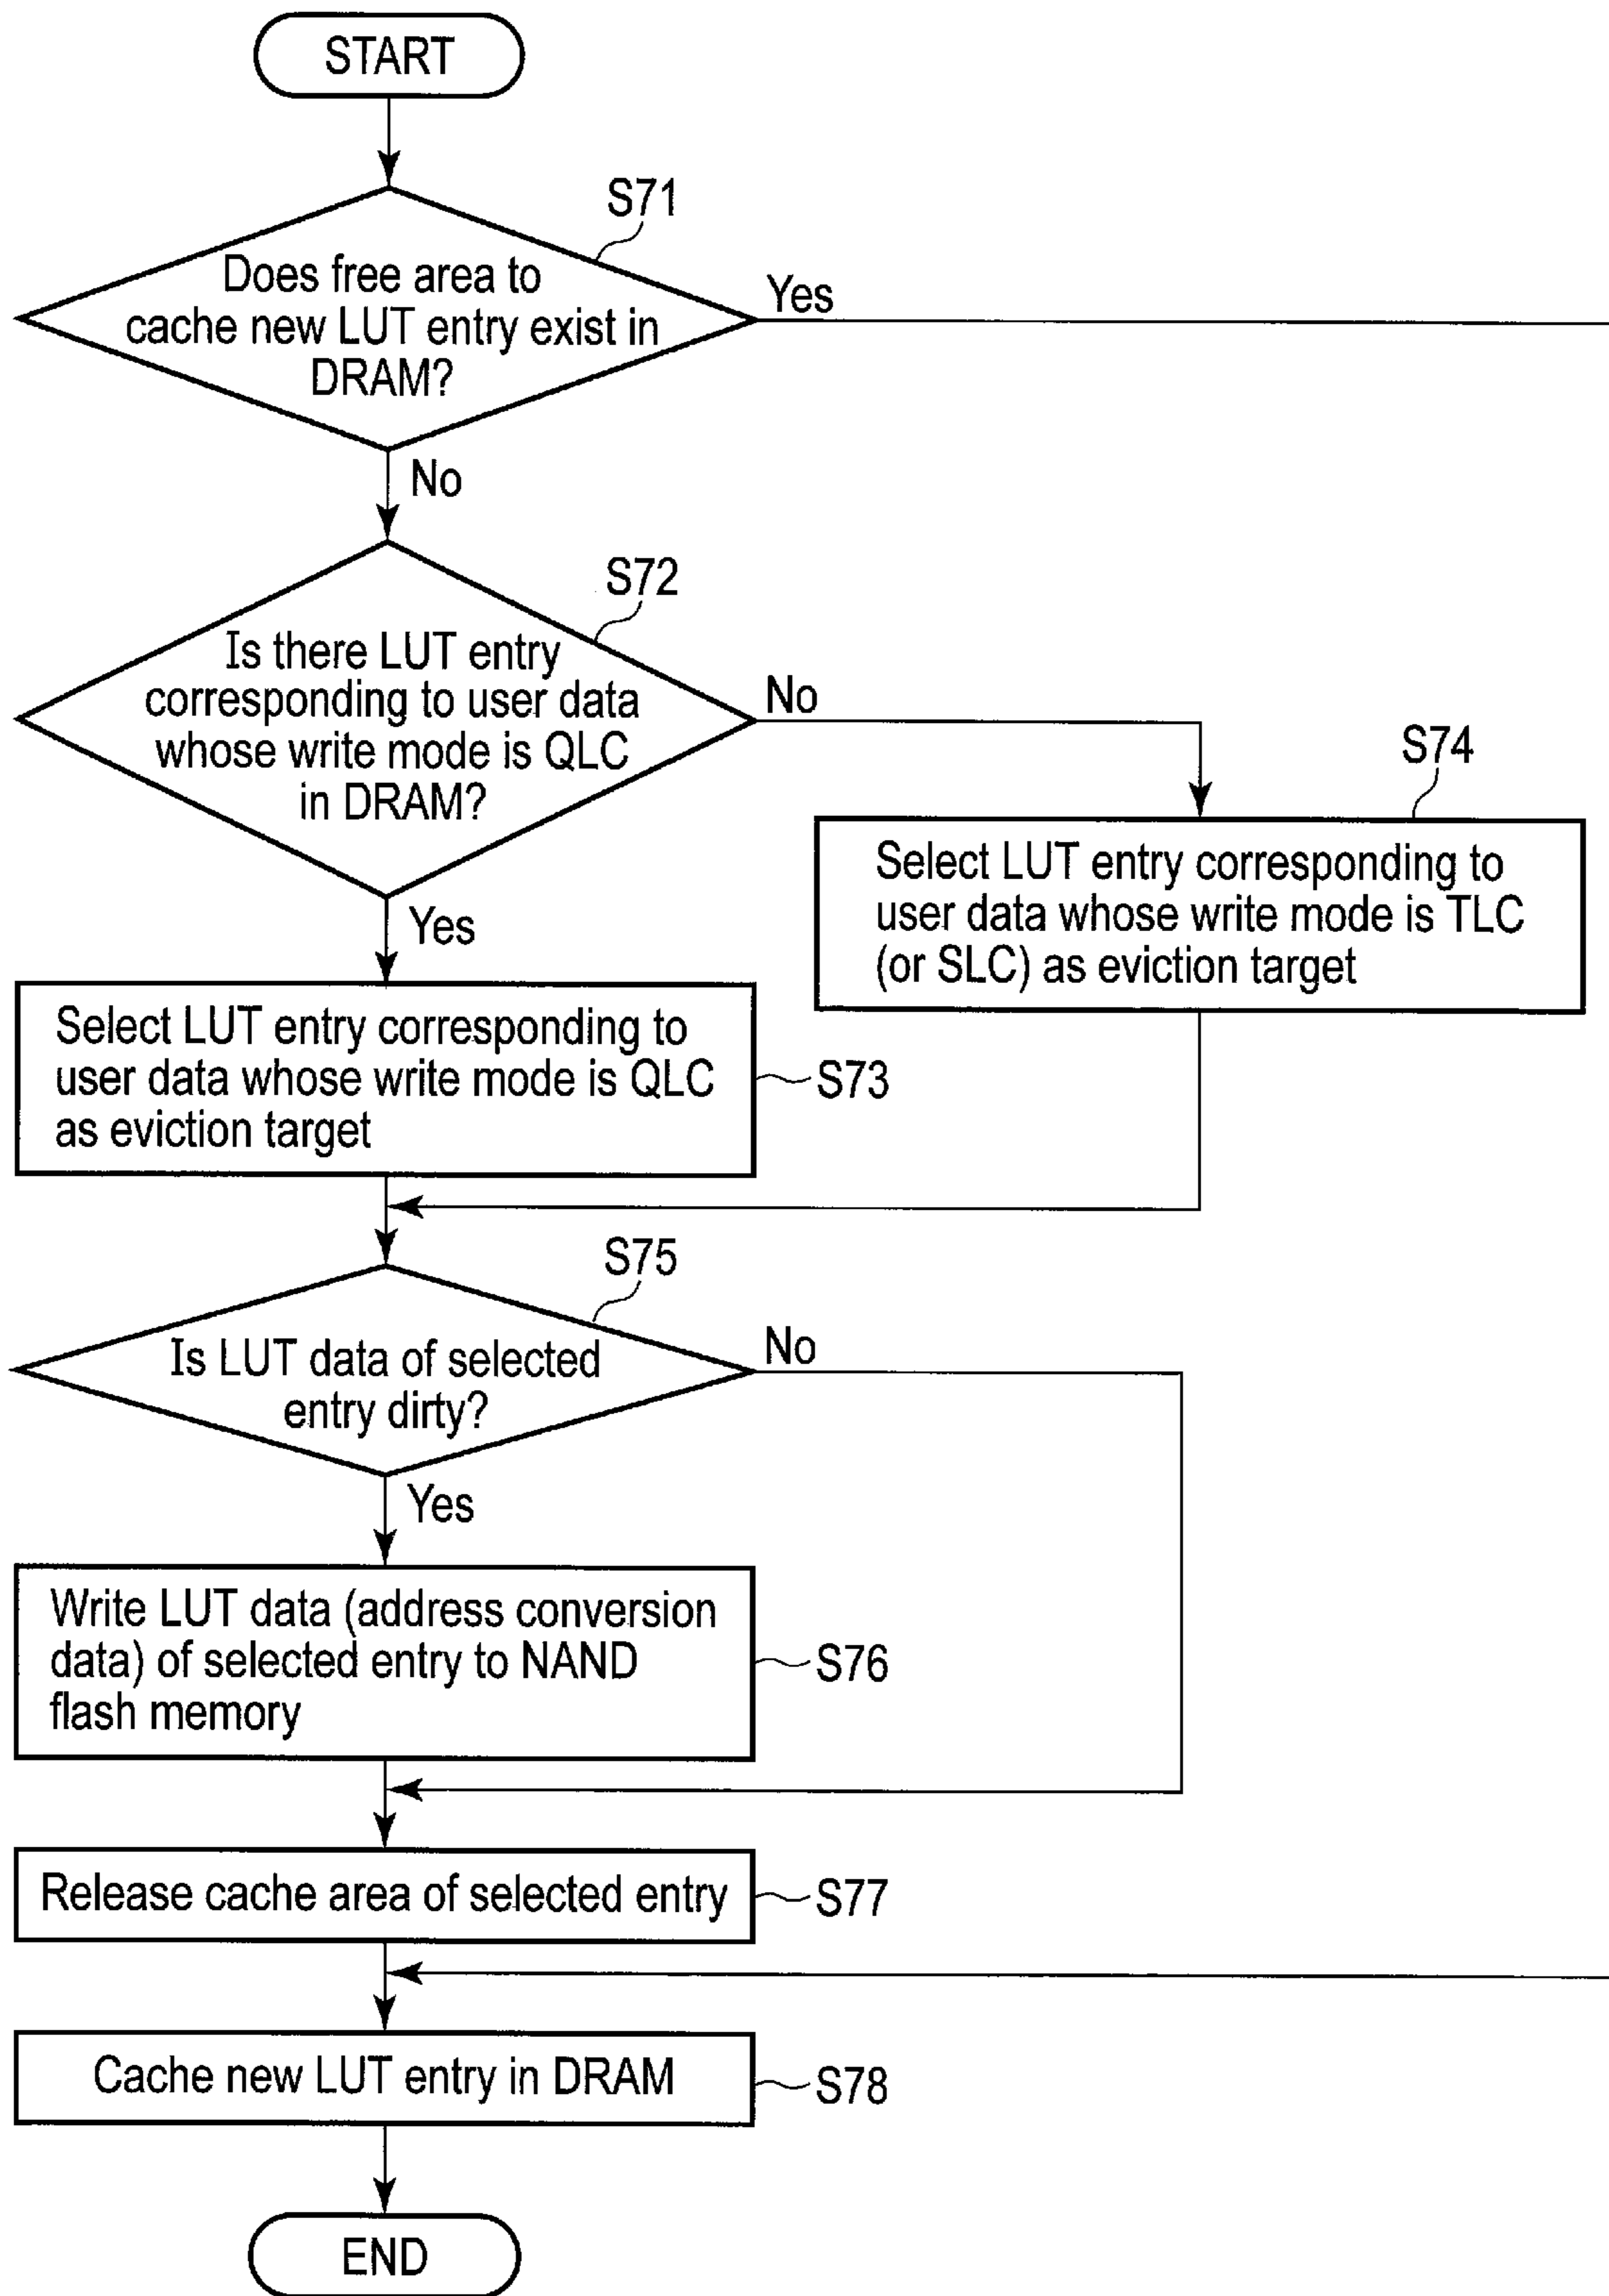 START
S71
Does free area to
cache new LUT entry exist in
DRAM?
Yes
No
S72
Is there LUT entry
corresponding to user data
whose write mode is QLC
in DRAM?
No
Yes
S74
Select LUT entry corresponding to
user data whose write mode is TLC
(or SLC) as eviction target
Select LUT entry corresponding to
user data whose write mode is QLC
as eviction target
S73
S75
Is LUT data of selected
entry dirty?
No
Yes
Write LUT data (address conversion
data) of selected entry to NAND
flash memory
S76
Release cache area of selected entry
S77
Cache new LUT entry in DRAM
S78
END